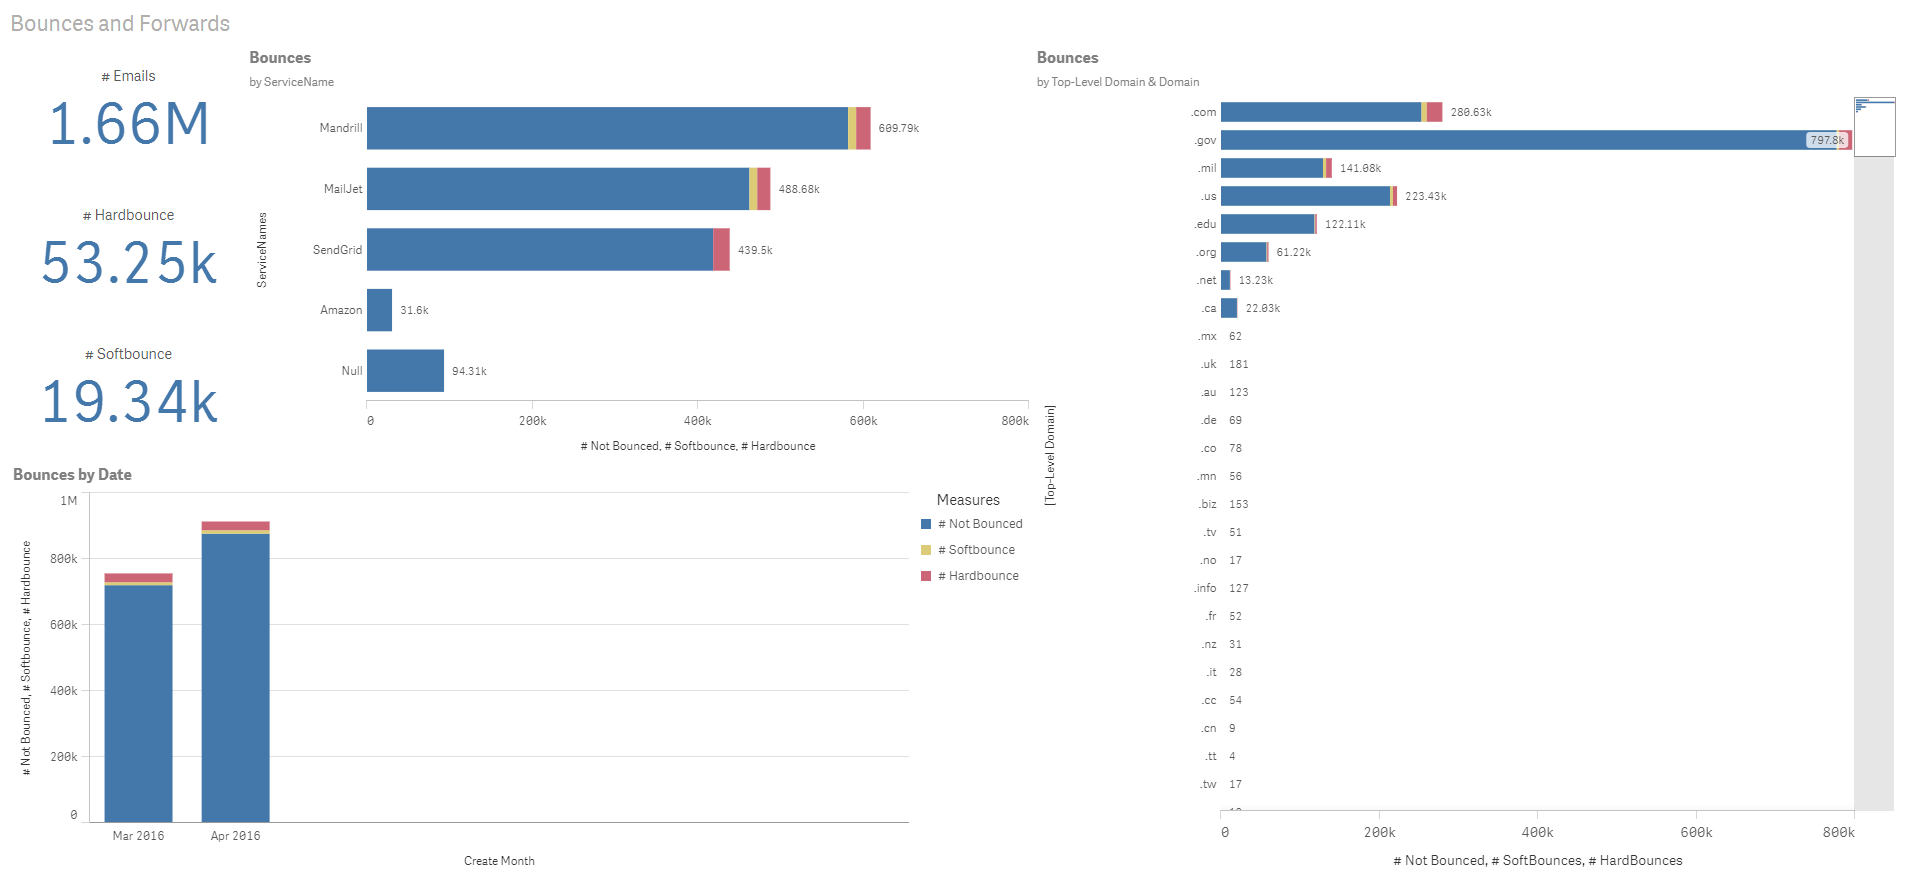 Bounces and Forwards
# Emails
1.66M
# Hardbounce
53.25k
# Softbounce
19.34k
Bounces
by ServiceName
ServiceNames
Mandrill
609.79k
MailJet
488.68k
SendGrid
439.5k
Amazon
31.6k
Null
94.31k
0 200k 400k 600k 800k
# Not Bounced, # Softbounce, # Hardbounce
Bounces by Date
# Not Bounced, # Softbounce, # Hardbounce
1M
800k
600k
400k
200k
0
Mar 2016 Apr 2016
Create Month
Measures
# Not Bounced
# Softbounce
# Hardbounce
Bounces
by Top-Level Domain & Domain
[Top-Level Domain]
.com 280.63k
.gov 797.8k
.mil 141.08k
.us 223.43k
.edu 122.11k
.org 61.22k
.net 13.23k
.ca 22.03k
.mx 62
.uk 181
.au 123
.de 69
.co 78
.mn 56
.biz 153
.tv 51
.no 17
.info 127
.fr 52
.nz 31
.it 28
.cc 54
.cn 9
.tt 4
.tw 17
0 200k 400k 600k 800k
# Not Bounced, # SoftBounces, # HardBounces